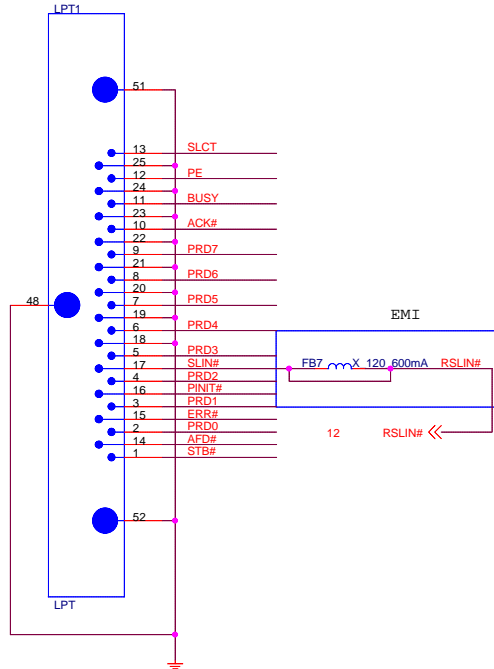 LPT1
51
13 SLCT
25
12 PE
24
11 BUSY
23
10 ACK#
22
9 PRD7
21
8 PRD6
20
48
7 PRD5
19
EMI
6 PRD4
18
5 PRD3
17 SLIN# FB7 X_120_600mA RSLIN#
4 PRD2
16 PINIT#
3 PRD1
15 ERR#
2 PRD0 12 RSLIN#
14 AFD#
1 STB#
52
LPT